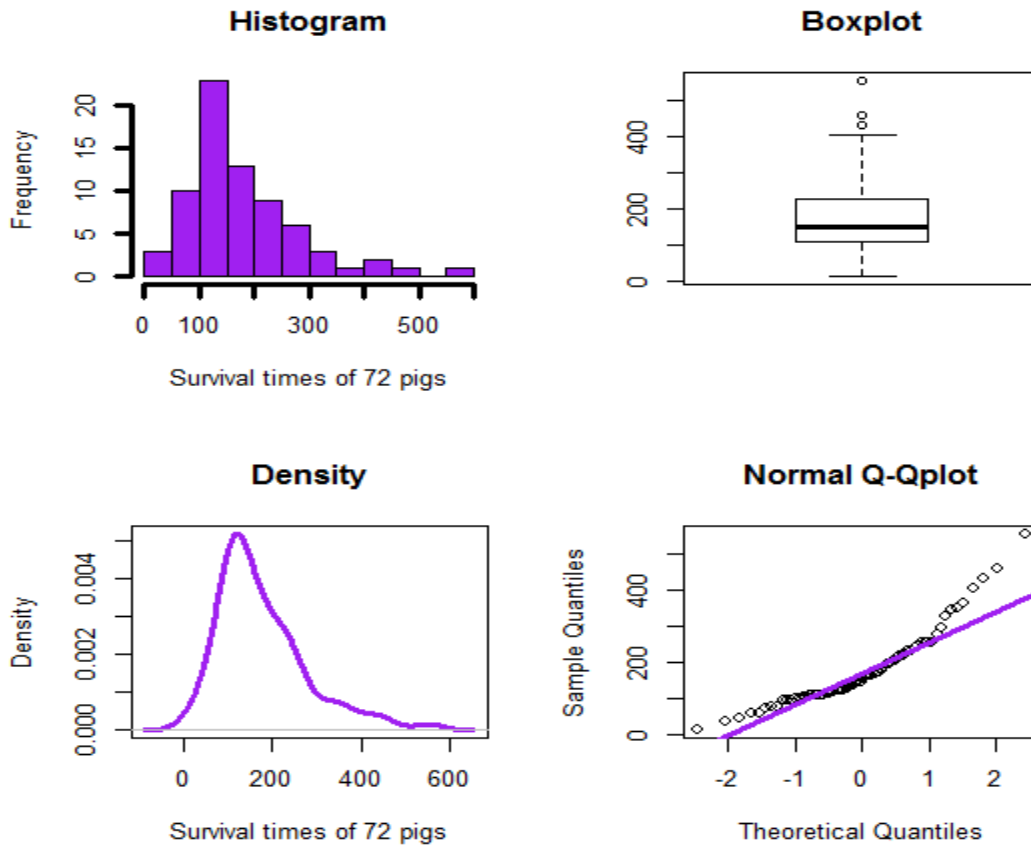 Histogram
Frequency
20
15
10
5
0
0 100 300 500
Survival times of 72 pigs
Boxplot
400
200
0
Density
Density
0.004
0.002
0.000
0 200 400 600
Survival times of 72 pigs
Normal Q-Qplot
Sample Quantiles
400
200
0
-2 -1 0 1 2
Theoretical Quantiles